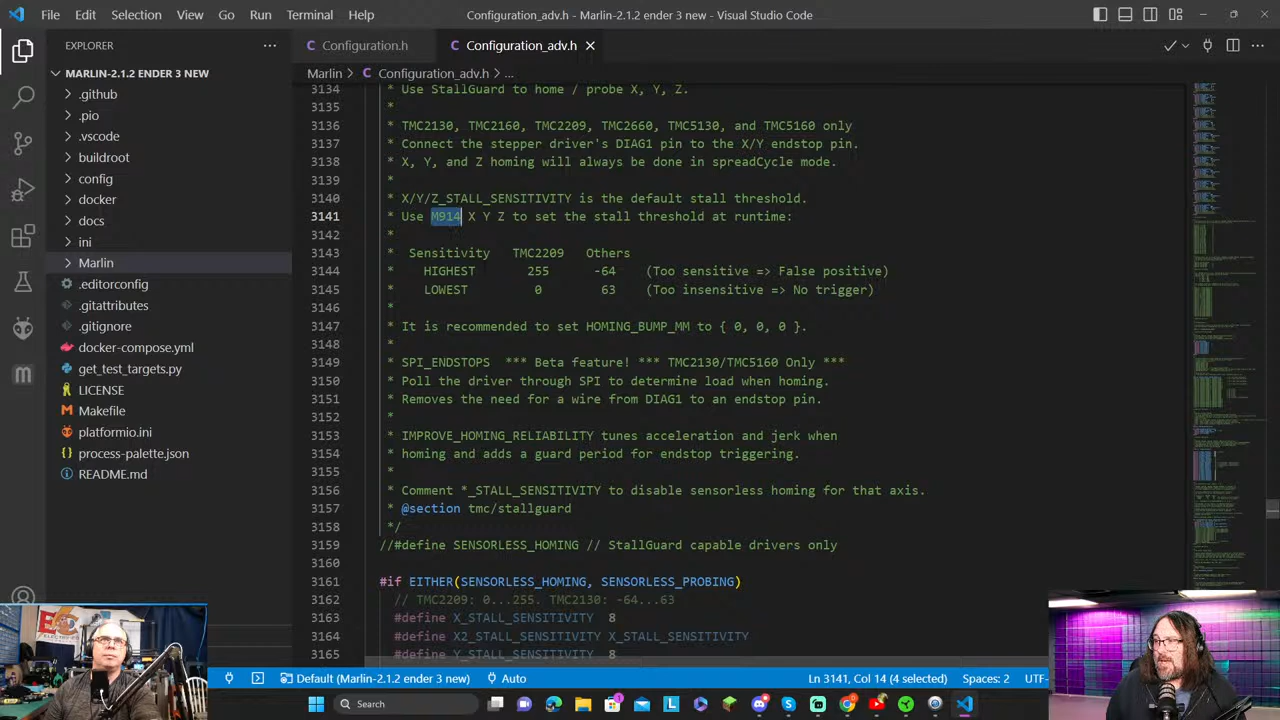 File Edit Selection View Go Run Terminal Help
Configuration_adv.h - Marlin-2.1.2 ender 3 new - Visual Studio Code
EXPLORER
MARLIN-2.1.2 ENDER 3 NEW
.github
.pio
.vscode
buildroot
config
docker
docs
ini
Marlin
.editorconfig
.gitattributes
.gitignore
docker-compose.yml
get_test_targets.py
LICENSE
Makefile
platformio.ini
process-palette.json
README.md
Configuration.h
Configuration_adv.h
Marlin > Configuration_adv.h > ...
3134 * Use StallGuard to home / probe X, Y, Z.
3135 *
3136 * TMC2130, TMC2160, TMC2209, TMC2660, TMC5130, and TMC5160 only
3137 * Connect the stepper driver's DIAG1 pin to the X/Y endstop pin.
3138 * X, Y, and Z homing will always be done in spreadCycle mode.
3139 *
3140 * X/Y/Z_STALL_SENSITIVITY is the default stall threshold.
3141 * Use M914 X Y Z to set the stall threshold at runtime:
3142 *
3143 * Sensitivity TMC2209 Others
3144 * HIGHEST 255 -64 (Too sensitive => False positive)
3145 * LOWEST 0 63 (Too insensitive => No trigger)
3146 *
3147 * It is recommended to set HOMING_BUMP_MM to { 0, 0, 0 }.
3148 *
3149 * SPI_ENDSTOPS *** Beta feature! *** TMC2130/TMC5160 Only ***
3150 * Poll the driver through SPI to determine load when homing.
3151 * Removes the need for a wire from DIAG1 to an endstop pin.
3152 *
3153 * IMPROVE_HOMING_RELIABILITY tunes acceleration and jerk when
3154 * homing and adds a guard period for endstop triggering.
3155 *
3156 * Comment *_STALL_SENSITIVITY to disable sensorless homing for that axis.
3157 * @section tmc/stallguard
3158 */
3159 //#define SENSORLESS_HOMING // StallGuard capable drivers only
3160
3161 #if EITHER(SENSORLESS_HOMING, SENSORLESS_PROBING)
3162 // TMC2209: 0...255. TMC2130: -64...63
3163 #define X_STALL_SENSITIVITY 8
3164 #define X2_STALL_SENSITIVITY X_STALL_SENSITIVITY
3165 #define Y_STALL_SENSITIVITY 8
Default (Marlin-2.1.2 ender 3 new)
Auto
Ln 3141, Col 14 (4 selected)
Spaces: 2
UTF-
Search